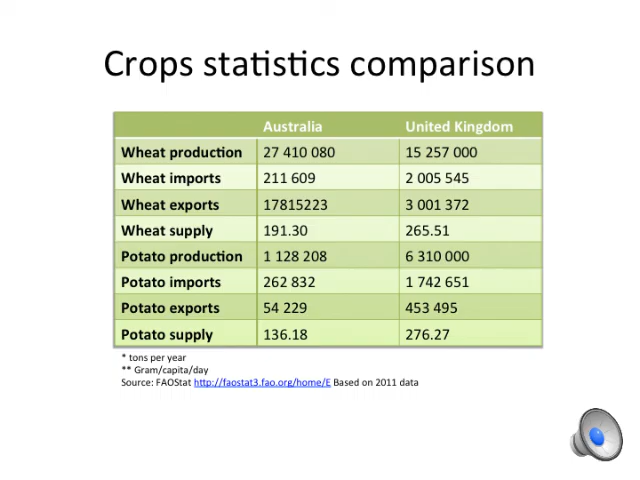 Crops statistics comparison
Australia United Kingdom
Wheat production 27 410 080 15 257 000
Wheat imports 211 609 2 005 545
Wheat exports 17815223 3 001 372
Wheat supply 191.30 265.51
Potato production 1 128 208 6 310 000
Potato imports 262 832 1 742 651
Potato exports 54 229 453 495
Potato supply 136.18 276.27
* tons per year
** Gram/capita/day
Source: FAOStat http://faostat3.fao.org/home/E Based on 2011 data